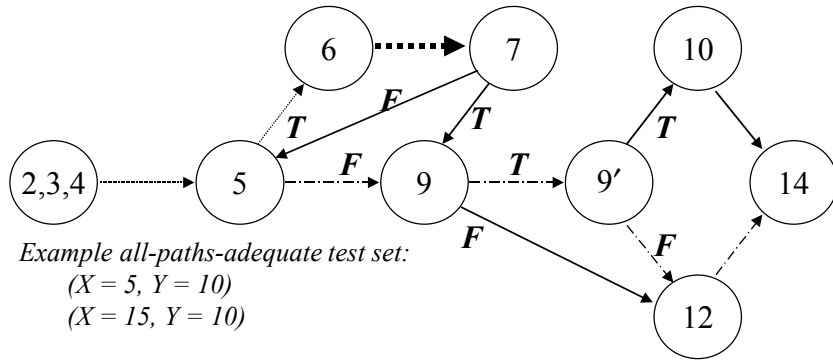 6
7
10
F
T
T
T
2,3,4
5
F
9
T
9′
14
F
F
Example all-paths-adequate test set:
(X = 5, Y = 10)
(X = 15, Y = 10)
12